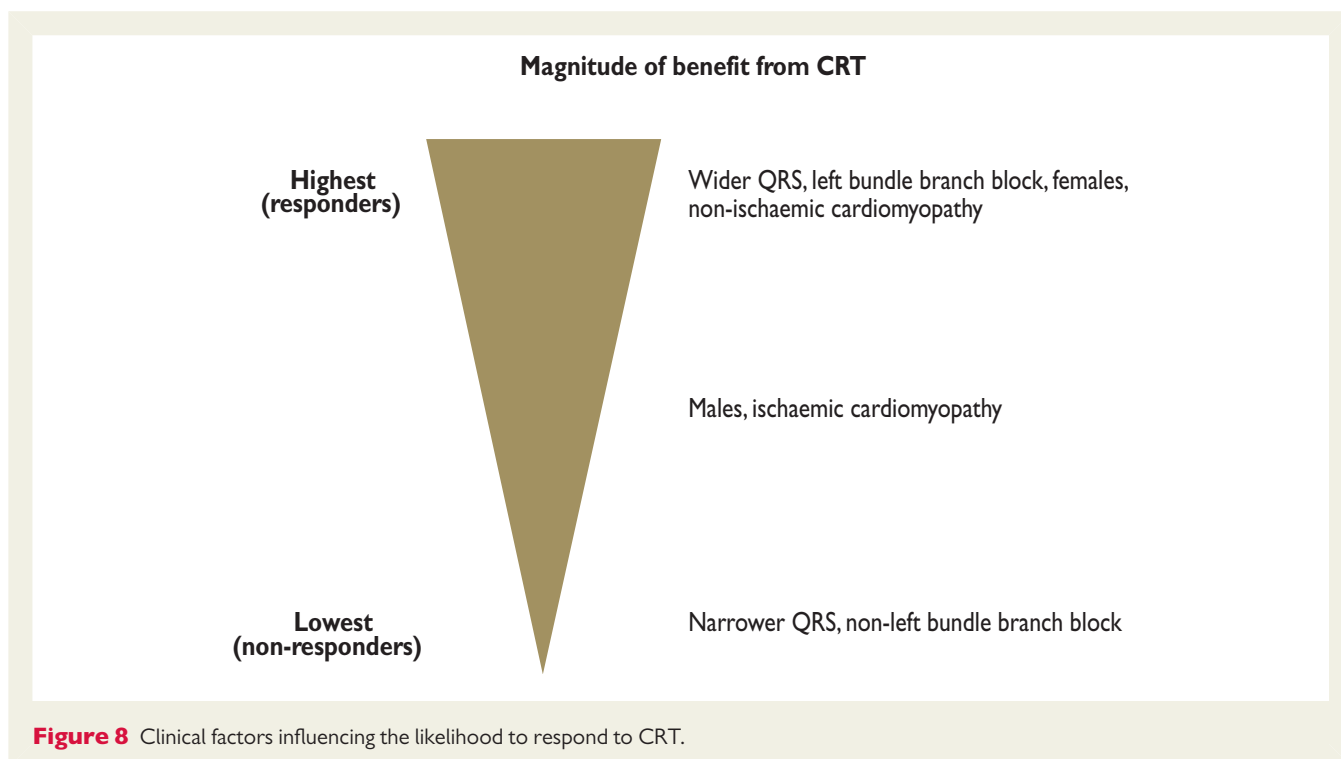 Magnitude of benefit from CRT
Highest
(responders)
Wider QRS, left bundle branch block, females,
non-ischaemic cardiomyopathy
Males, ischaemic cardiomyopathy
Lowest
(non-responders)
Narrower QRS, non-left bundle branch block
Figure 8 Clinical factors influencing the likelihood to respond to CRT.